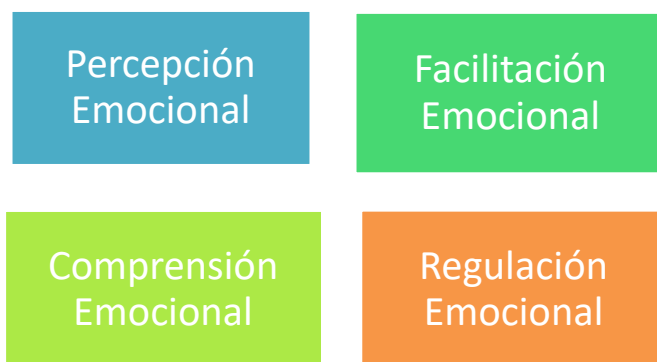 Percepción
Emocional
Facilitación
Emocional
Comprensión
Emocional
Regulación
Emocional